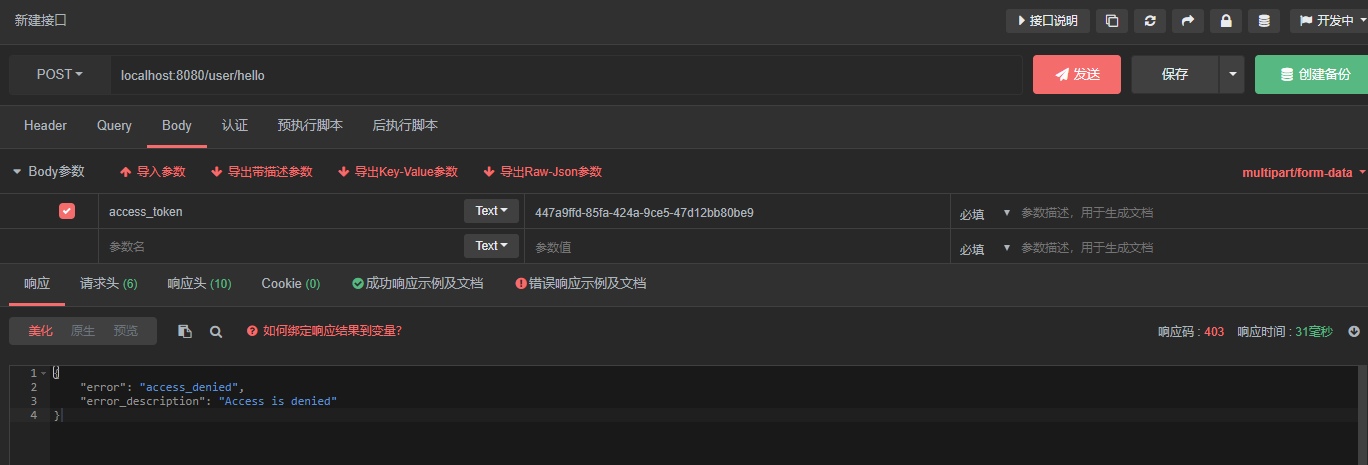 新建接口
接口说明
开发中
POST
localhost:8080/user/hello
发送
保存
创建备份
Header
Query
Body
认证
预执行脚本
后执行脚本
Body参数
导入参数
导出带描述参数
导出Key-Value参数
导出Raw-Json参数
multipart/form-data
access_token
Text
447a9ffd-85fa-424a-9ce5-47d12bb80be9
必填
参数描述，用于生成文档
参数名
Text
参数值
必填
参数描述，用于生成文档
响应
请求头 (6)
响应头 (10)
Cookie (0)
成功响应示例及文档
错误响应示例及文档
美化
原生
预览
如何绑定响应结果到变量?
响应码 : 403
响应时间 : 31毫秒
1 {
2 "error": "access_denied",
3 "error_description": "Access is denied"
4 }